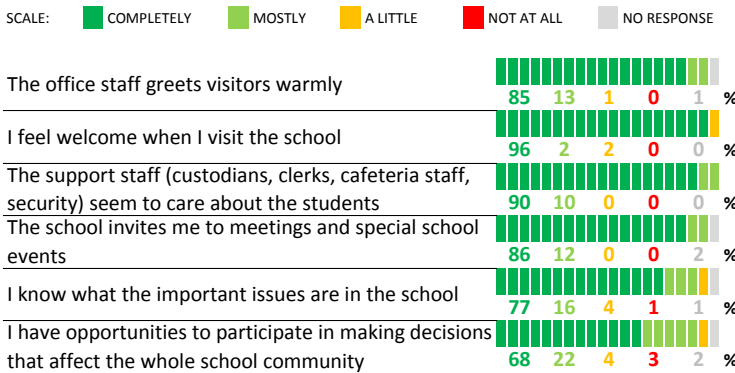 SCALE: COMPLETELY MOSTLY A LITTLE NOT AT ALL NO RESPONSE
The office staff greets visitors warmly
85 13 1 0 1 %
I feel welcome when I visit the school
96 2 2 0 0 %
The support staff (custodians, clerks, cafeteria staff,
security) seem to care about the students
90 10 0 0 0 %
The school invites me to meetings and special school
events
86 12 0 0 2 %
I know what the important issues are in the school
77 16 4 1 1 %
I have opportunities to participate in making decisions
that affect the whole school community
68 22 4 3 2 %